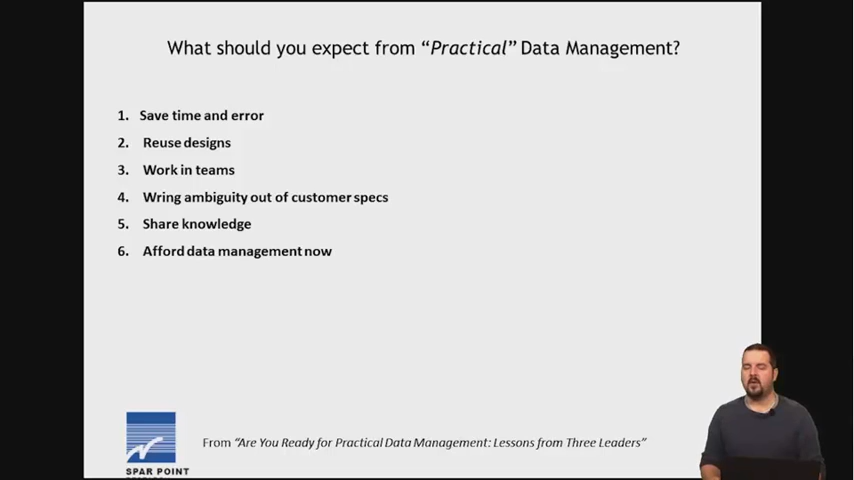 What should you expect from “Practical” Data Management?
1. Save time and error
2. Reuse designs
3. Work in teams
4. Wring ambiguity out of customer specs
5. Share knowledge
6. Afford data management now
From “Are You Ready for Practical Data Management: Lessons from Three Leaders”
SPAR POINT